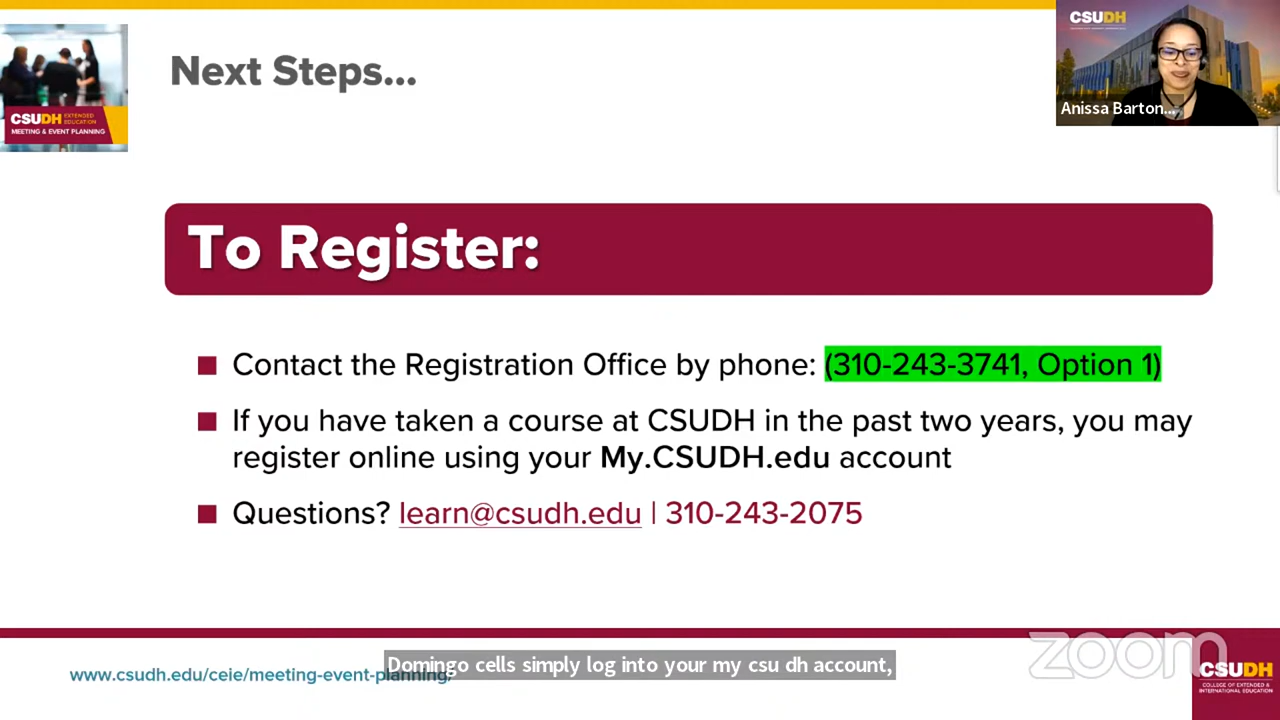 Next Steps...
CSUDH EXTENDED EDUCATION
MEETING & EVENT PLANNING
CSUDH
Anissa Barton...
To Register:
Contact the Registration Office by phone: (310-243-3741, Option 1)
If you have taken a course at CSUDH in the past two years, you may
register online using your My.CSUDH.edu account
Questions? learn@csudh.edu | 310-243-2075
www.csudh.edu/ceie/meeting-event-planning/
Domingo cells simply log into your my csu dh account,
zoom
CSUDH
COLLEGE OF EXTENDED &
INTERNATIONAL EDUCATION